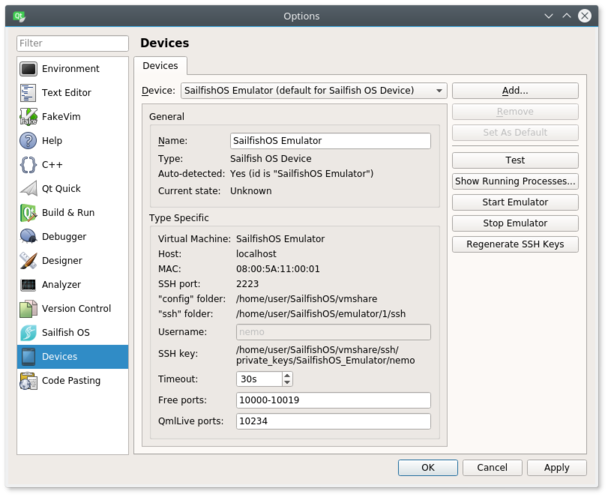 Options
Filter
Environment
Text Editor
FakeVim
Help
C++
Qt Quick
Build & Run
Debugger
Designer
Analyzer
Version Control
Sailfish OS
Devices
Code Pasting
Devices
Devices
Device: SailfishOS Emulator (default for Sailfish OS Device)
General
Name: SailfishOS Emulator
Type: Sailfish OS Device
Auto-detected: Yes (id is "SailfishOS Emulator")
Current state: Unknown
Type Specific
Virtual Machine: SailfishOS Emulator
Host: localhost
MAC: 08:00:5A:11:00:01
SSH port: 2223
"config" folder: /home/user/SailfishOS/vmshare
"ssh" folder: /home/user/SailfishOS/emulator/1/ssh
Username: nemo
SSH key: /home/user/SailfishOS/vmshare/ssh/
private_keys/SailfishOS_Emulator/nemo
Timeout: 30s
Free ports: 10000-10019
QmlLive ports: 10234
Add...
Remove
Set As Default
Test
Show Running Processes...
Start Emulator
Stop Emulator
Regenerate SSH Keys
OK
Cancel
Apply